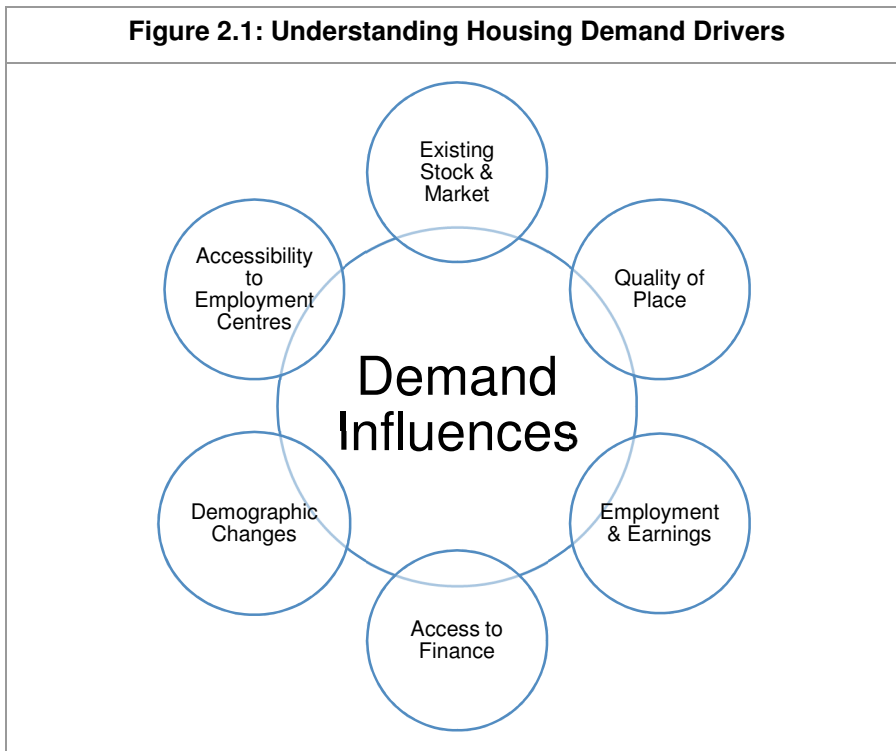 Figure 2.1: Understanding Housing Demand Drivers
Existing
Stock &
Market
Quality of
Place
Employment
& Earnings
Access to
Finance
Demographic
Changes
Accessibility
to
Employment
Centres
Demand
Influences